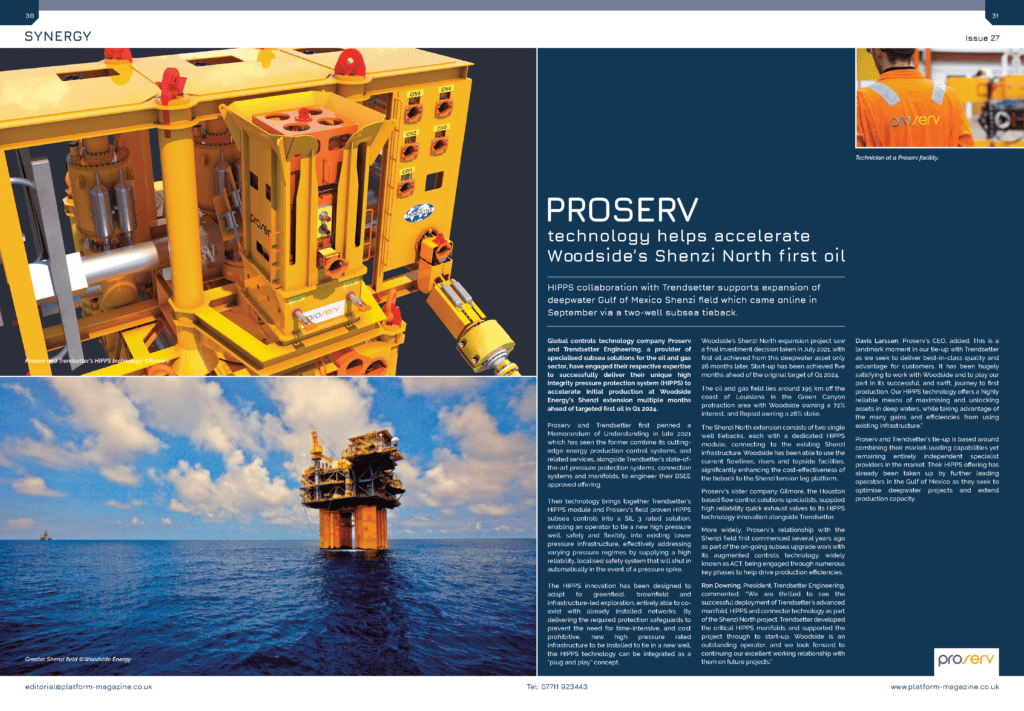 30
SYNERGY
31
Issue 27
CN3
CN4
CN2
CN5
CN1
proserv
proserv
Proserv and Trendsetter's HIPPS technology ©Proserv
Greater Shenzi field ©Woodside Energy
proserv
Technician at a Proserv facility.
PROSERV
technology helps accelerate
Woodside's Shenzi North first oil
HIPPS collaboration with Trendsetter supports expansion of
deepwater Gulf of Mexico Shenzi field which came online in
September via a two-well subsea tieback.
Global controls technology company Proserv
and Trendsetter Engineering, a provider of
specialised subsea solutions for the oil and gas
sector, have engaged their respective expertise
to successfully deliver their unique high
integrity pressure protection system (HIPPS) to
accelerate initial production at Woodside
Energy's Shenzi extension multiple months
ahead of targeted first oil in Q1 2024.
Proserv and Trendsetter first penned a
Memorandum of Understanding in late 2021
which has seen the former combine its cutting-
edge energy production control systems, and
related services, alongside Trendsetter's state-of-
the-art pressure protection systems, connection
systems and manifolds, to engineer their BSEE
approved offering.
Their technology brings together Trendsetter's
HIPPS module and Proserv's field proven HIPPS
subsea controls into a SIL 3 rated solution,
enabling an operator to tie a new high pressure
well, safely and flexibly, into existing lower
pressure infrastructure, effectively addressing
varying pressure regimes by supplying a high
reliability, localised safety system that will shut in
automatically in the event of a pressure spike.
The HIPPS innovation has been designed to
adapt to greenfield, brownfield and
infrastructure-led exploration, entirely able to co-
exist with already installed networks. By
delivering the required protection safeguards to
prevent the need for time-intensive, and cost
prohibitive, new high pressure rated
infrastructure to be installed to tie in a new well,
the HIPPS technology can be integrated as a
"plug and play" concept.
Woodside's Shenzi North expansion project saw
a final investment decision taken in July 2021, with
first oil achieved from this deepwater asset only
26 months later. Start-up has been achieved five
months ahead of the original target of Q1 2024.
The oil and gas field lies around 195 km off the
coast of Louisiana in the Green Canyon
protraction area with Woodside owning a 72%
interest, and Repsol owning a 28% stake.
The Shenzi North extension consists of two single
well tiebacks, each with a dedicated HIPPS
module, connecting to the existing Shenzi
infrastructure. Woodside has been able to use the
current flowlines, risers and topside facilities,
significantly enhancing the cost-effectiveness of
the tieback to the Shenzi tension leg platform.
Proserv's sister company Gilmore, the Houston
based flow control solutions specialists, supplied
high reliability quick exhaust valves to its HIPPS
technology innovation alongside Trendsetter.
More widely, Proserv's relationship with the
Shenzi field first commenced several years ago
as part of the on-going subsea upgrade work with
its augmented controls technology, widely
known as ACT, being engaged through numerous
key phases to help drive production efficiencies.
Ron Downing, President, Trendsetter Engineering,
commented: "We are thrilled to see the
successful deployment of Trendsetter's advanced
manifold, HIPPS and connector technology as part
of the Shenzi North project. Trendsetter developed
the critical HIPPS manifolds and supported the
project through to start-up. Woodside is an
outstanding operator, and we look forward to
continuing our excellent working relationship with
them on future projects."
Davis Larssen, Proserv's CEO, added: This is a
landmark moment in our tie-up with Trendsetter
as we seek to deliver best-in-class quality and
advantage for customers. It has been hugely
satisfying to work with Woodside and to play our
part in its successful, and swift, journey to first
production. Our HIPPS technology offers a highly
reliable means of maximising and unlocking
assets in deep waters, while taking advantage of
the many gains and efficiencies from using
existing infrastructure."
Proserv and Trendsetter's tie-up is based around
combining their market-leading capabilities yet
remaining entirely independent specialist
providers in the market. Their HIPPS offering has
already been taken up by further leading
operators in the Gulf of Mexico as they seek to
optimise deepwater projects and extend
production capacity.
proserv
editorial@platform-magazine.co.uk
Tel: 07711 923443
www.platform-magazine.co.uk